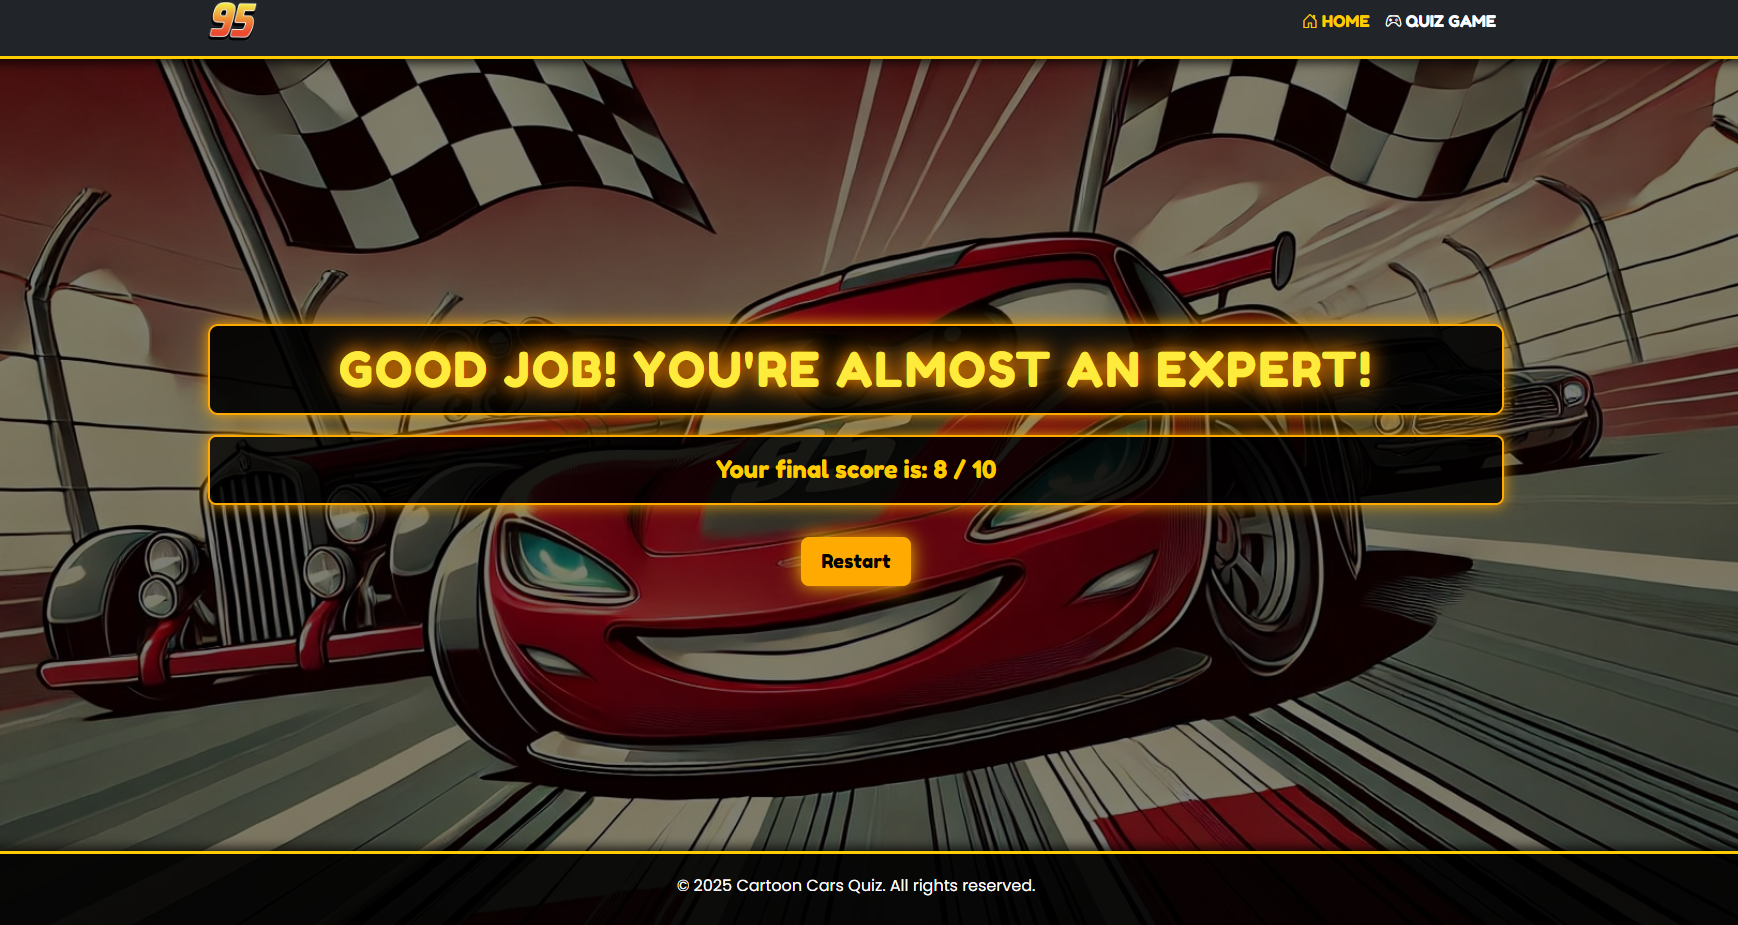 95
HOME
QUIZ GAME
GOOD JOB! YOU'RE ALMOST AN EXPERT!
95
Your final score is: 8 / 10
Restart
© 2025 Cartoon Cars Quiz. All rights reserved.